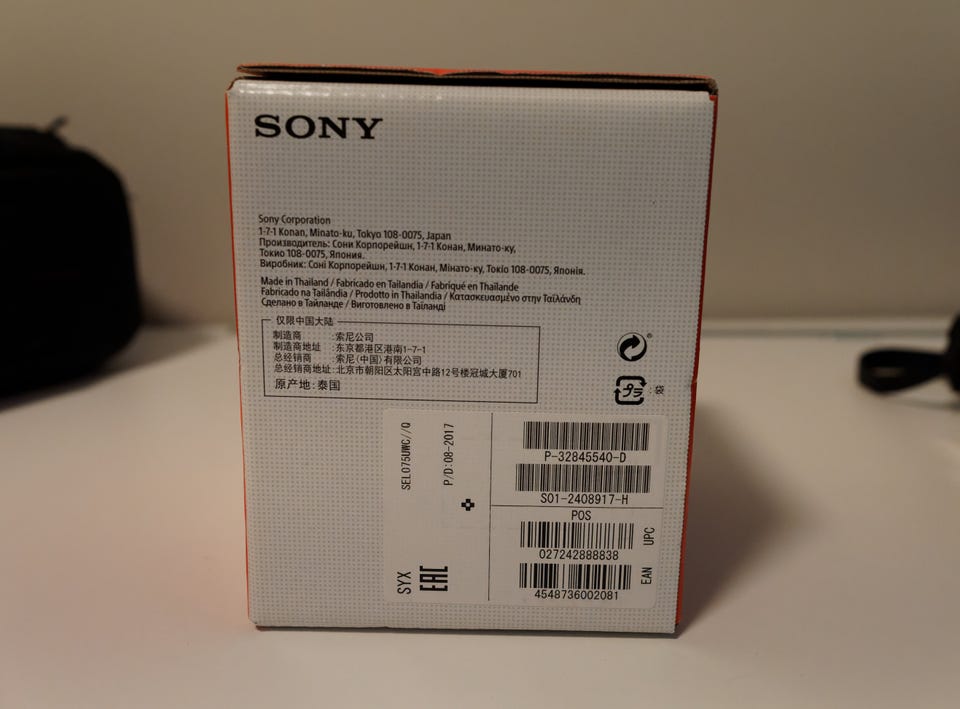 SONY
Sony Corporation
1-7-1 Konan, Minato-ku, Tokyo 108-0075, Japan
Производитель: Сони Корпорейшн, 1-7-1 Конан, Минато-ку,
Токио 108-0075, Япония.
Виробник: Соні Корпорейшн, 1-7-1 Конан, Мінато-ку, Токіо 108-0075, Японія.
Made in Thailand / Fabricado en Tailandia / Fabriqué en Thaïlande
Fabricado na Tailândia / Prodotto in Thailandia / Κατασκευασμένο στην Ταϊλάνδη
Сделано в Тайланде / Виготовлено в Таїланді
仅限中国大陆
制造商 :索尼公司
制造商地址 :东京都港区港南1-7-1
总经销商 :索尼(中国)有限公司
总经销商地址:北京市朝阳区太阳宫中路12号楼冠城大厦701
原产地:泰国
®
プラ :袋
SEL075UWC//Q
P/D:08-2017
SYX
EAC
P-32845540-D
S01-2408917-H
POS
027242888838
UPC
4548736002081
EAN